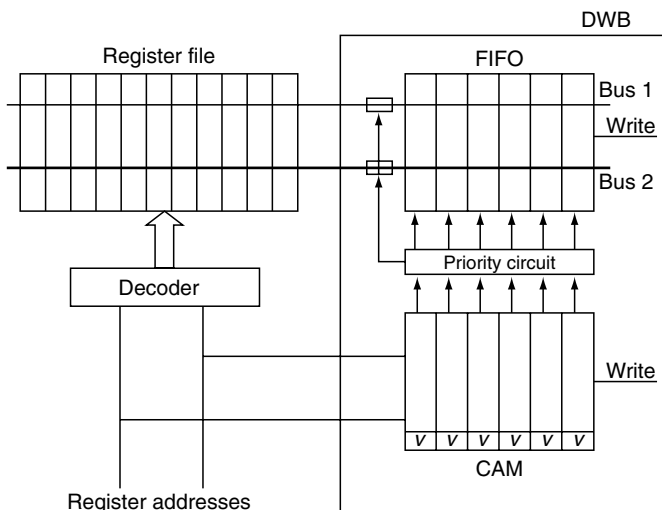 DWB
Register file
FIFO
Bus 1
Write
Bus 2
Priority circuit
Decoder
Write
v v v v v v
CAM
Register addresses